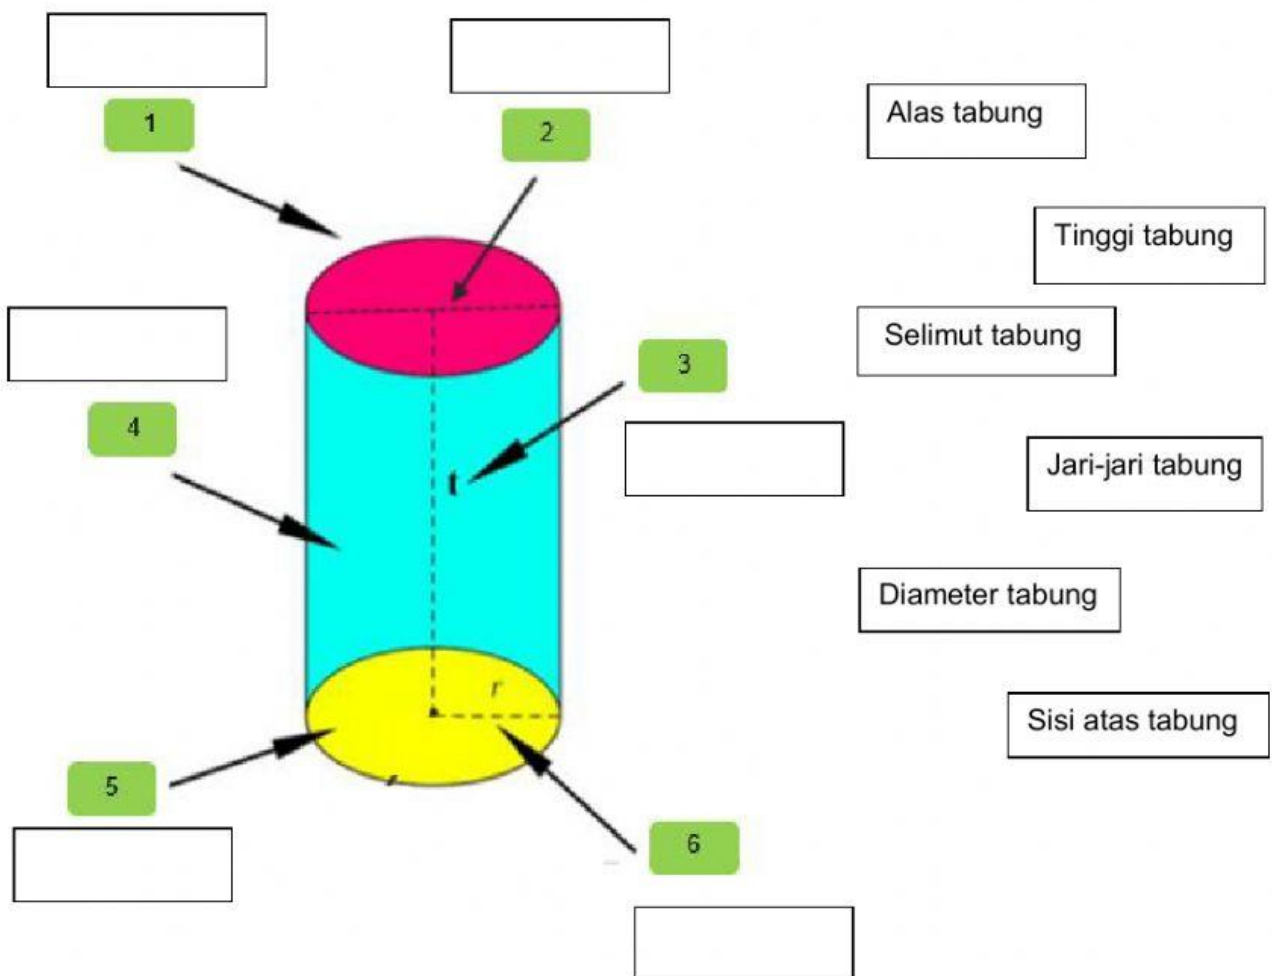 1
2
Alas tabung
Tinggi tabung
Selimut tabung
3
4
t
Jari-jari tabung
Diameter tabung
r
Sisi atas tabung
5
6